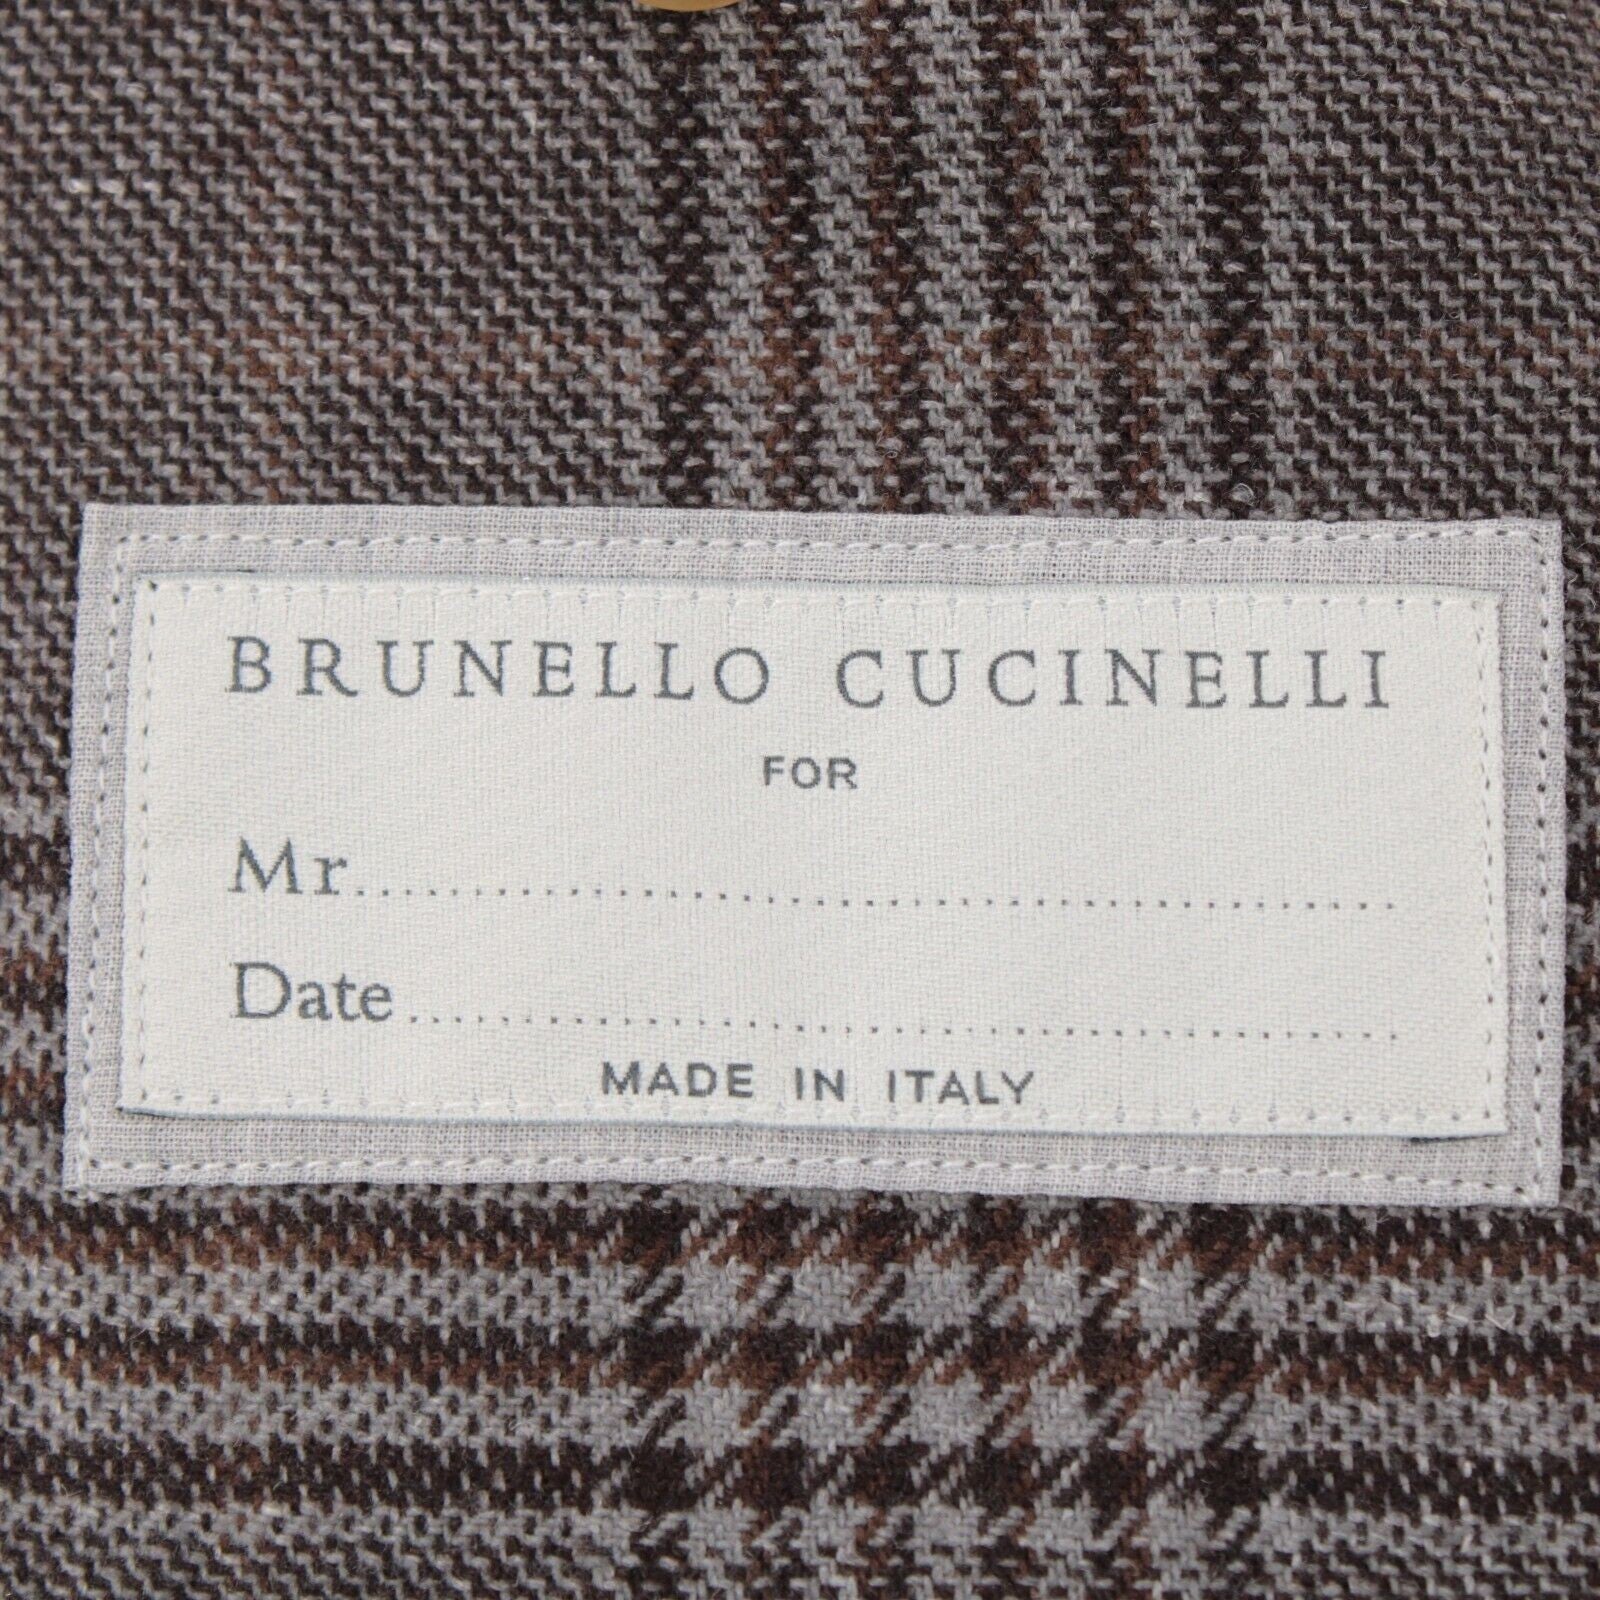 BRUNELLO CUCINELLI
FOR
Mr.................................................................
Date..............................................................
MADE IN ITALY